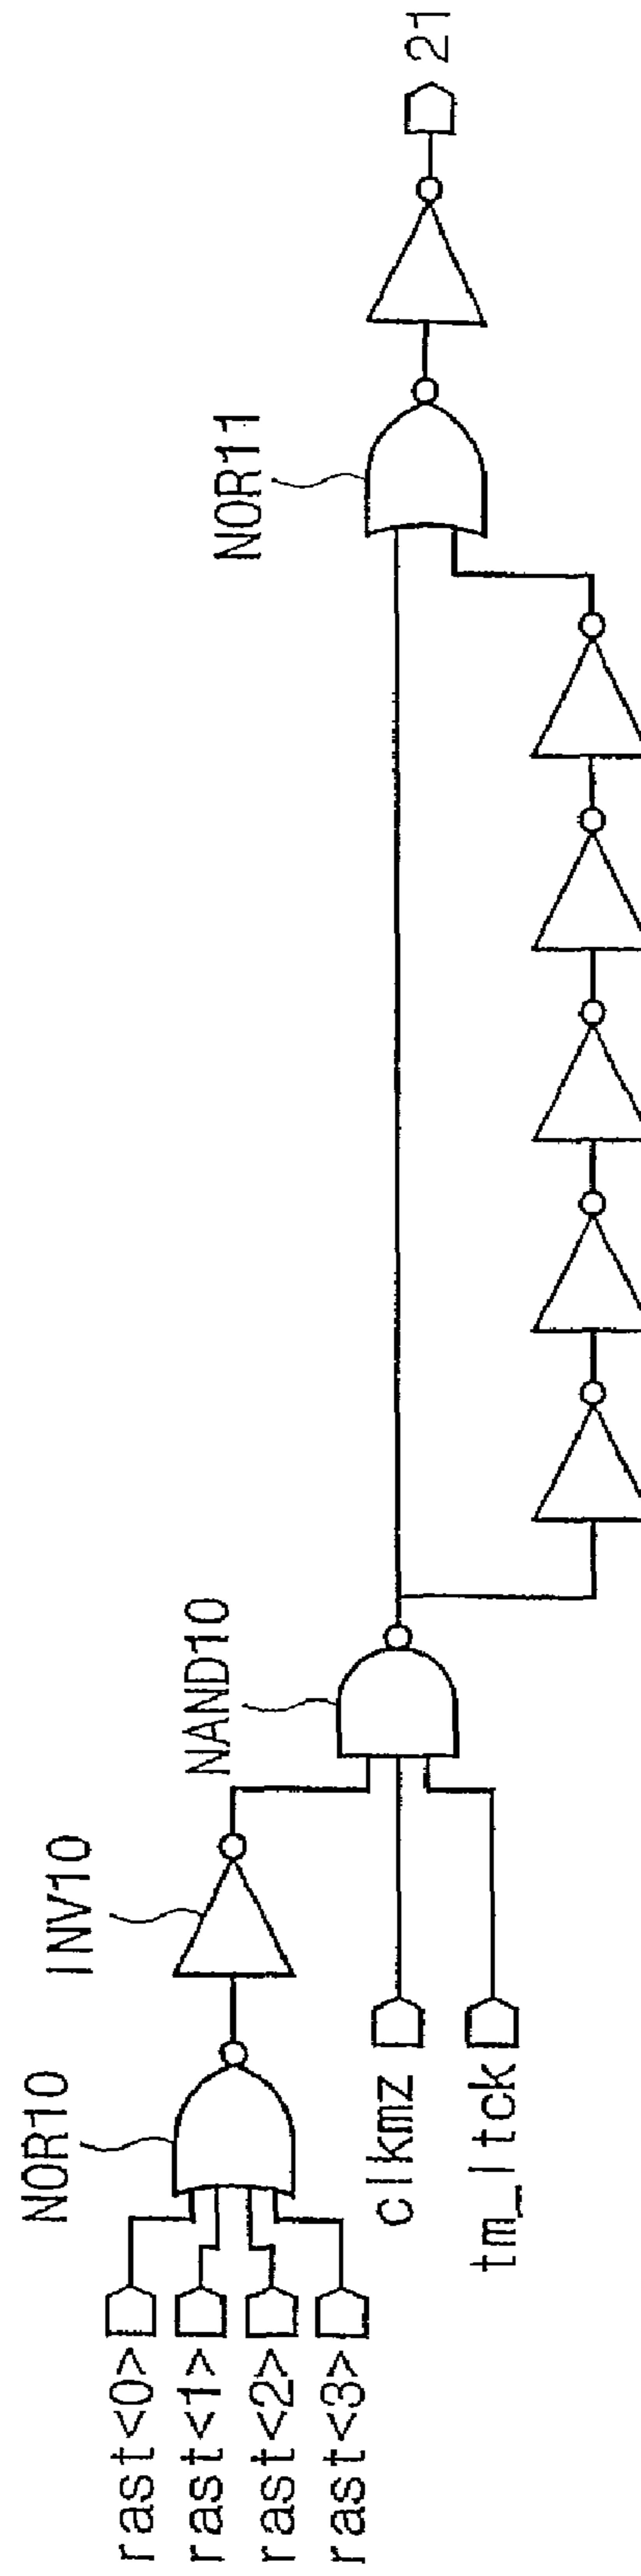 rast<0>
rast<1>
rast<2>
rast<3>
NOR10
INV10
clkmz
tm_ltck
NAND10
NOR11
21